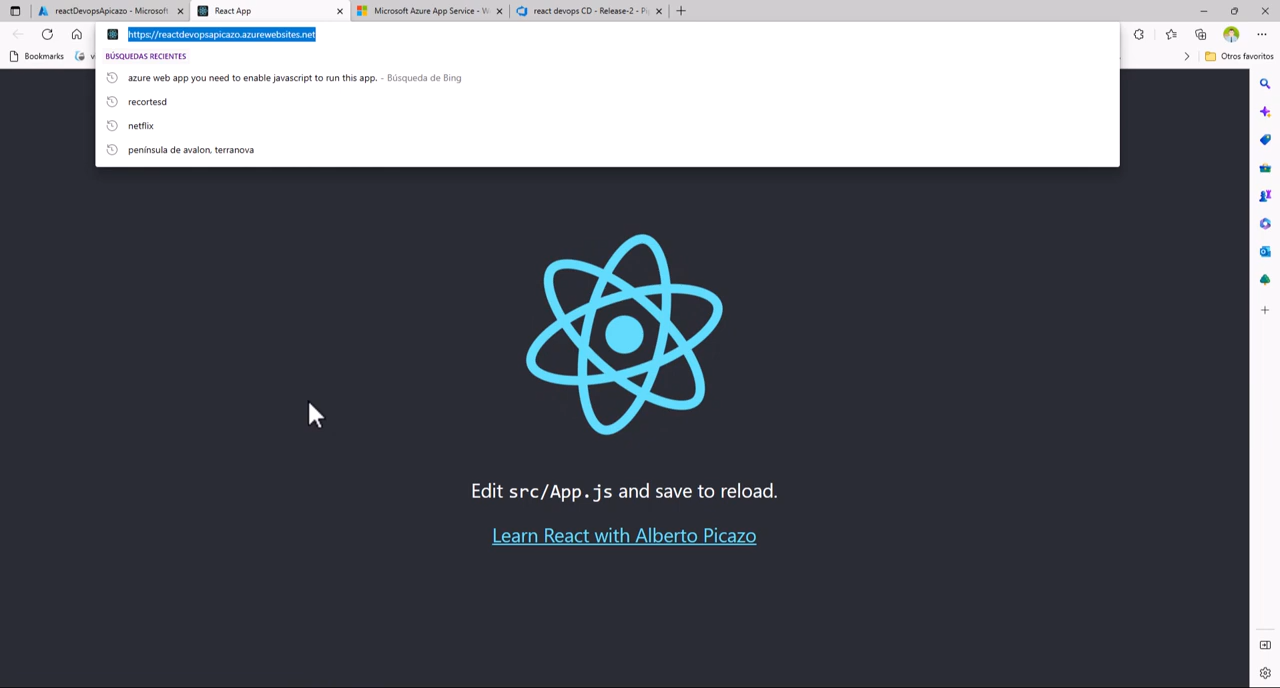 reactDevopsApicazo - Microsoft
React App
Microsoft Azure App Service - W
react devops CD - Release-2 - Pi
https://reactdevopsapicazo.azurewebsites.net
Bookmarks
Otros favoritos
BÚSQUEDAS RECIENTES
azure web app you need to enable javascript to run this app. - Búsqueda de Bing
recortesd
netflix
península de avalon, terranova
Edit src/App.js and save to reload.
Learn React with Alberto Picazo